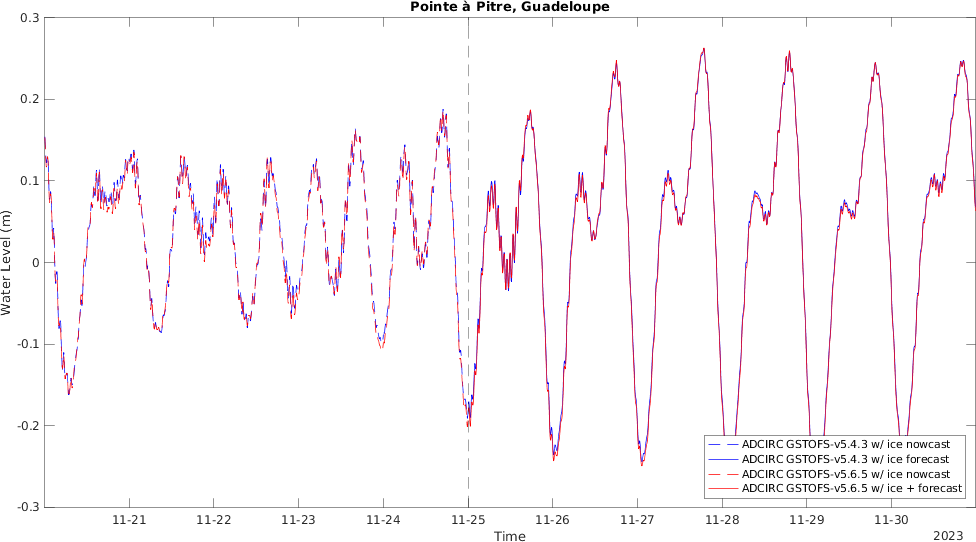 Pointe à Pitre, Guadeloupe
0.3
0.2
0.1
0
-0.1
-0.2
-0.3
Water Level (m)
ADCIRC GSTOFS-v5.4.3 w/ ice nowcast
ADCIRC GSTOFS-v5.4.3 w/ ice forecast
ADCIRC GSTOFS-v5.6.5 w/ ice nowcast
ADCIRC GSTOFS-v5.6.5 w/ ice + forecast
11-21 11-22 11-23 11-24 11-25 11-26 11-27 11-28 11-29 11-30
Time
2023